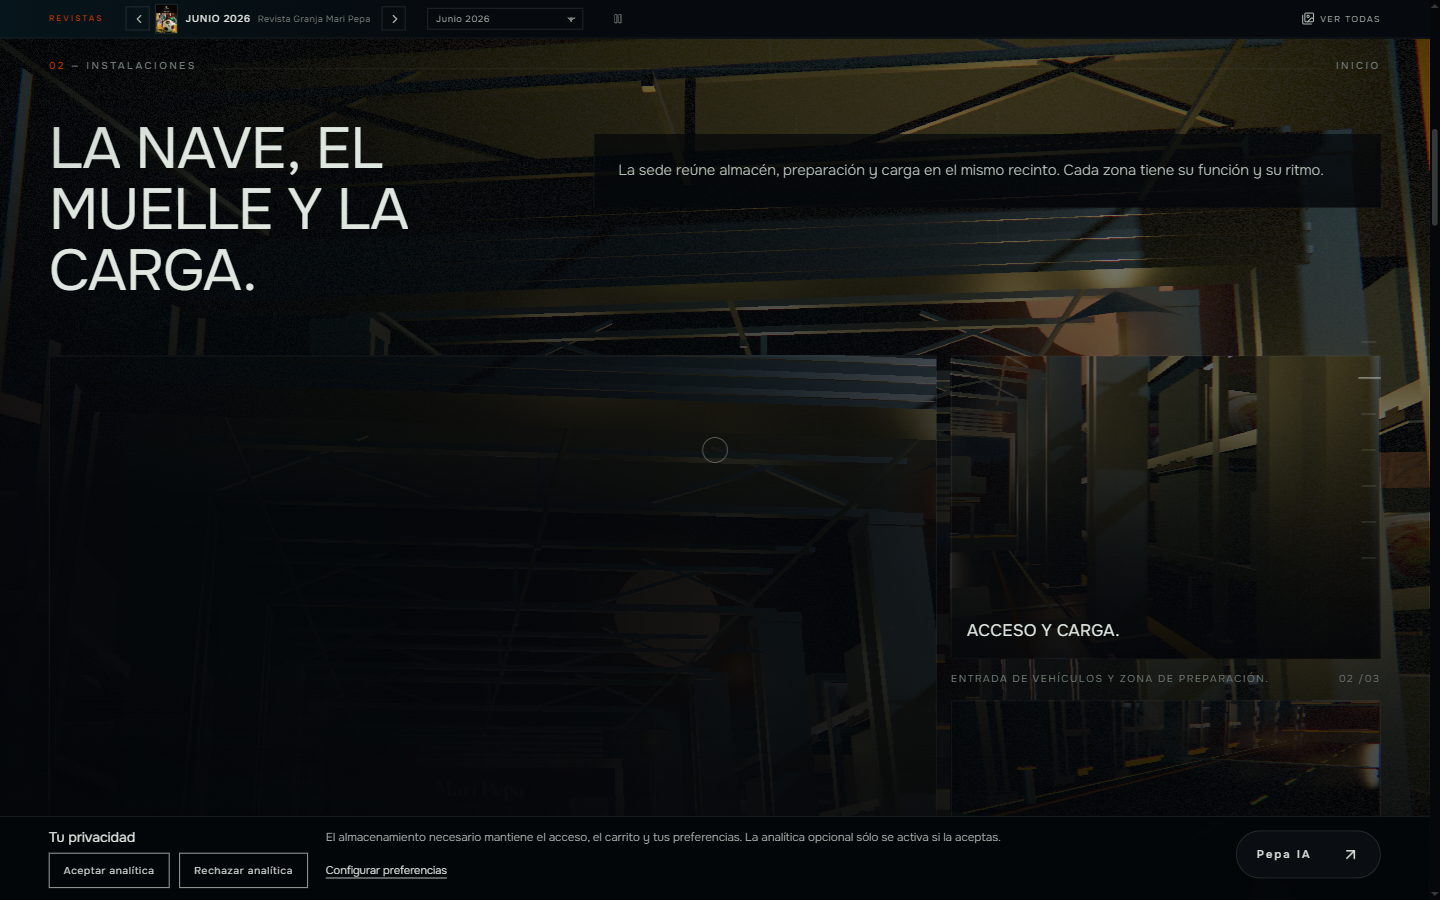 REVISTAS
JUNIO 2026 Revista Granja Mari Pepa
Junio 2026
VER TODAS
02 — INSTALACIONES
INICIO
LA NAVE, EL
MUELLE Y LA
CARGA.
La sede reúne almacén, preparación y carga en el mismo recinto. Cada zona tiene su función y su ritmo.
ACCESO Y CARGA.
ENTRADA DE VEHÍCULOS Y ZONA DE PREPARACIÓN.
02 /03
Mari Pepa
Tu privacidad
El almacenamiento necesario mantiene el acceso, el carrito y tus preferencias. La analítica opcional sólo se activa si la aceptas.
Aceptar analítica
Rechazar analítica
Configurar preferencias
Pepa IA